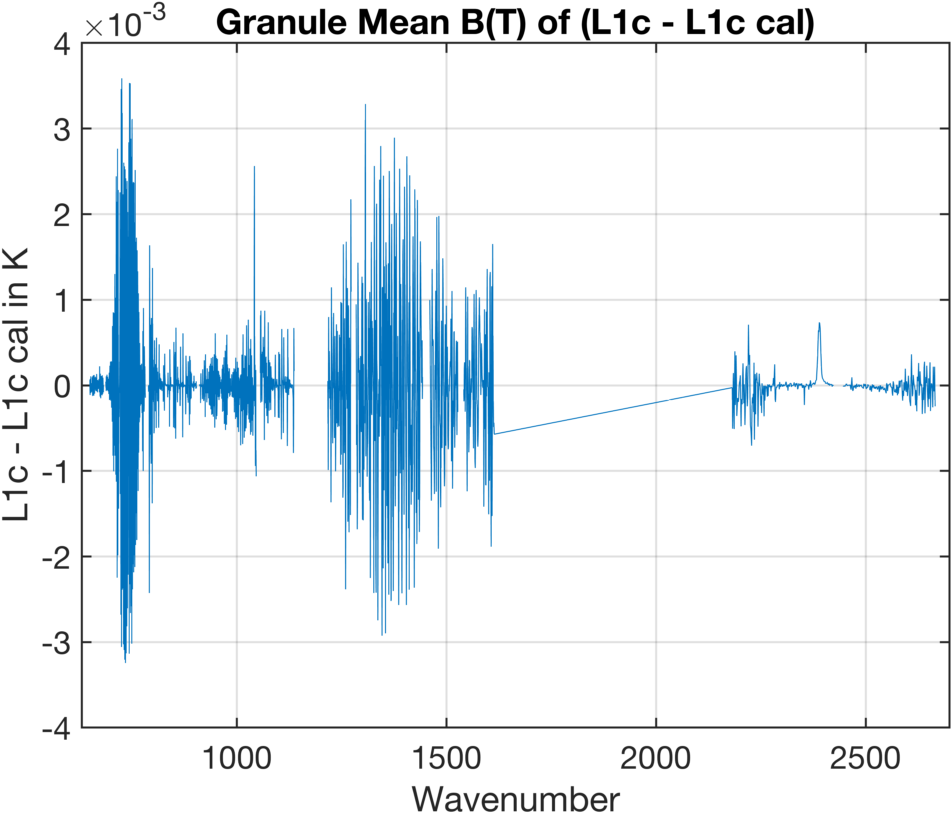 Granule Mean B(T) of (L1c - L1c cal)
×10⁻³
4
3
2
1
0
-1
-2
-3
-4
L1c - L1c cal in K
1000 1500 2000 2500
Wavenumber